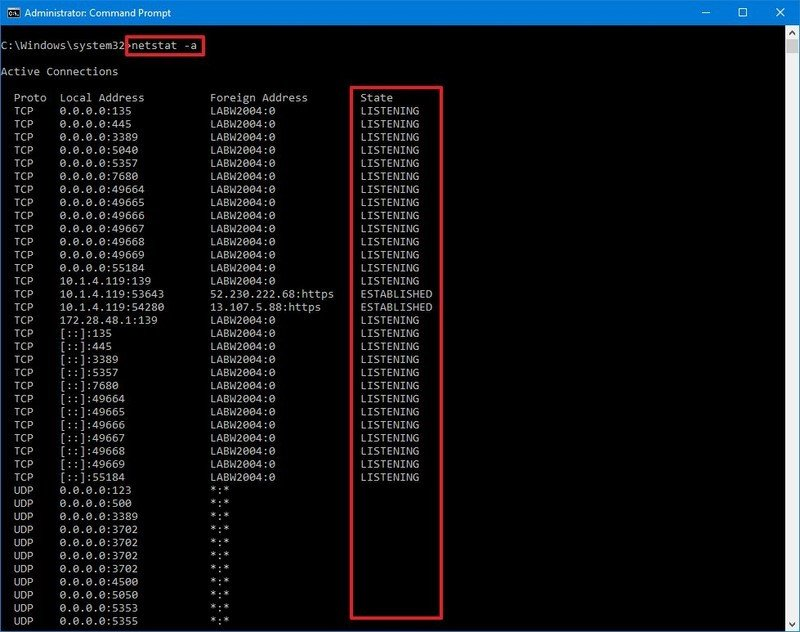 Administrator: Command Prompt
C:\Windows\system32>netstat -a
Active Connections
Proto  Local Address          Foreign Address        State
TCP    0.0.0.0:135            LABW2004:0             LISTENING
TCP    0.0.0.0:445            LABW2004:0             LISTENING
TCP    0.0.0.0:3389           LABW2004:0             LISTENING
TCP    0.0.0.0:5040           LABW2004:0             LISTENING
TCP    0.0.0.0:5357           LABW2004:0             LISTENING
TCP    0.0.0.0:7680           LABW2004:0             LISTENING
TCP    0.0.0.0:49664          LABW2004:0             LISTENING
TCP    0.0.0.0:49665          LABW2004:0             LISTENING
TCP    0.0.0.0:49666          LABW2004:0             LISTENING
TCP    0.0.0.0:49667          LABW2004:0             LISTENING
TCP    0.0.0.0:49668          LABW2004:0             LISTENING
TCP    0.0.0.0:49669          LABW2004:0             LISTENING
TCP    0.0.0.0:55184          LABW2004:0             LISTENING
TCP    10.1.4.119:139         LABW2004:0             LISTENING
TCP    10.1.4.119:53643       52.230.222.68:https    ESTABLISHED
TCP    10.1.4.119:54280       13.107.5.88:https      ESTABLISHED
TCP    172.28.48.1:139        LABW2004:0             LISTENING
TCP    [::]:135               LABW2004:0             LISTENING
TCP    [::]:445               LABW2004:0             LISTENING
TCP    [::]:3389              LABW2004:0             LISTENING
TCP    [::]:5357              LABW2004:0             LISTENING
TCP    [::]:7680              LABW2004:0             LISTENING
TCP    [::]:49664             LABW2004:0             LISTENING
TCP    [::]:49665             LABW2004:0             LISTENING
TCP    [::]:49666             LABW2004:0             LISTENING
TCP    [::]:49667             LABW2004:0             LISTENING
TCP    [::]:49668             LABW2004:0             LISTENING
TCP    [::]:49669             LABW2004:0             LISTENING
TCP    [::]:55184             LABW2004:0             LISTENING
UDP    0.0.0.0:123            *:*
UDP    0.0.0.0:500            *:*
UDP    0.0.0.0:3389           *:*
UDP    0.0.0.0:3702           *:*
UDP    0.0.0.0:3702           *:*
UDP    0.0.0.0:3702           *:*
UDP    0.0.0.0:3702           *:*
UDP    0.0.0.0:4500           *:*
UDP    0.0.0.0:5050           *:*
UDP    0.0.0.0:5353           *:*
UDP    0.0.0.0:5355           *:*